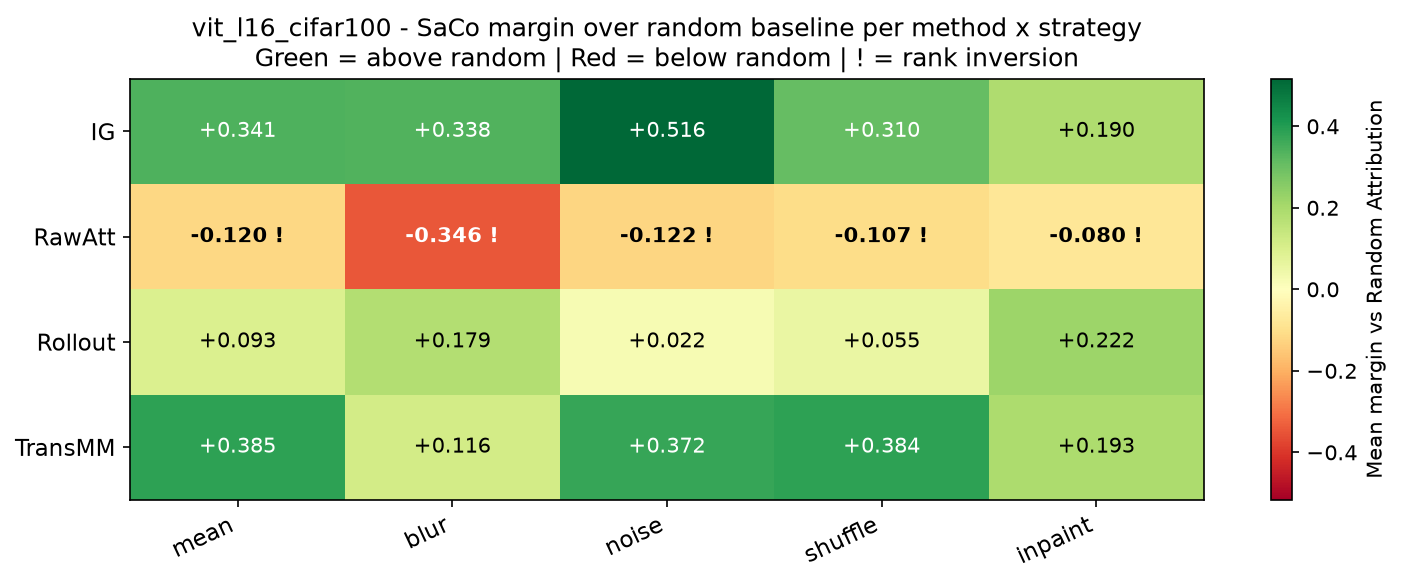 vit_l16_cifar100 - SaCo margin over random baseline per method x strategy
Green = above random | Red = below random | ! = rank inversion
IG +0.341 +0.338 +0.516 +0.310 +0.190
RawAtt -0.120 ! -0.346 ! -0.122 ! -0.107 ! -0.080 !
Rollout +0.093 +0.179 +0.022 +0.055 +0.222
TransMM +0.385 +0.116 +0.372 +0.384 +0.193
mean blur noise shuffle inpaint
0.4
0.2
0.0
−0.2
−0.4
Mean margin vs Random Attribution